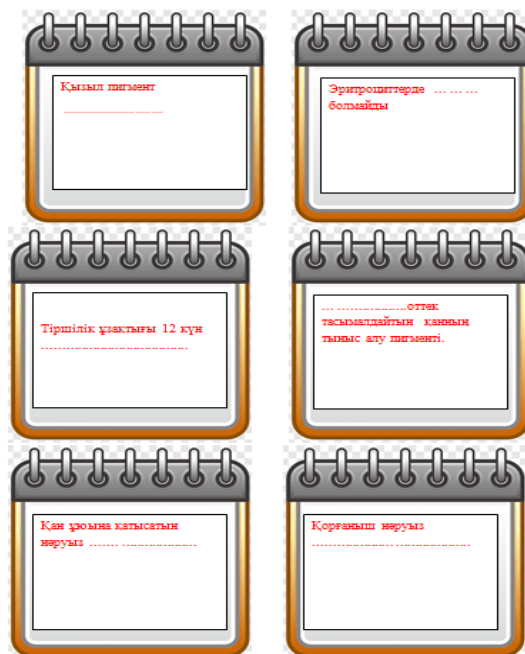 Қызыл пигмент
........................................
Эритроциттерде ... ... ...
болмайды
Тіршілік ұзақтығы 12 күн
........................................
... .......................оттек
тасымалдайтын қанның
тыныс алу пигменті.
Қан ұюына қатысатын
нәруыз ....... .......................
Қорғаныш нәруыз
........................................